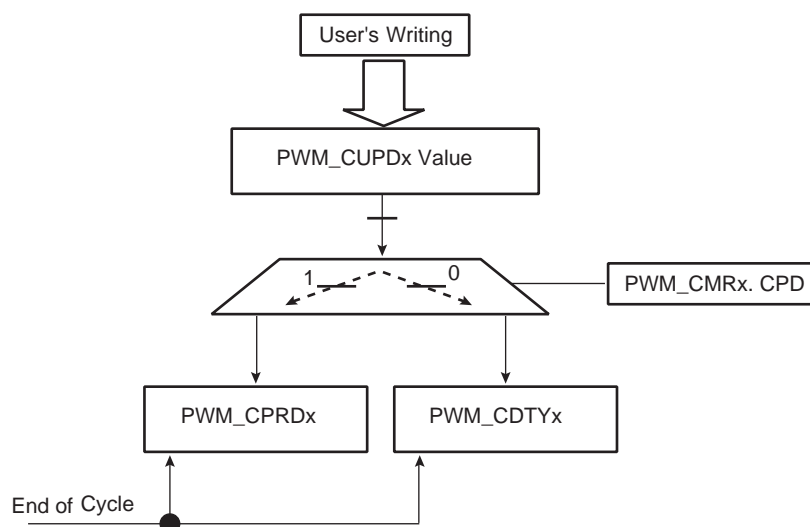 User's Writing
PWM_CUPDx Value
1
0
PWM_CMRx. CPD
PWM_CPRDx
PWM_CDTYx
End of Cycle